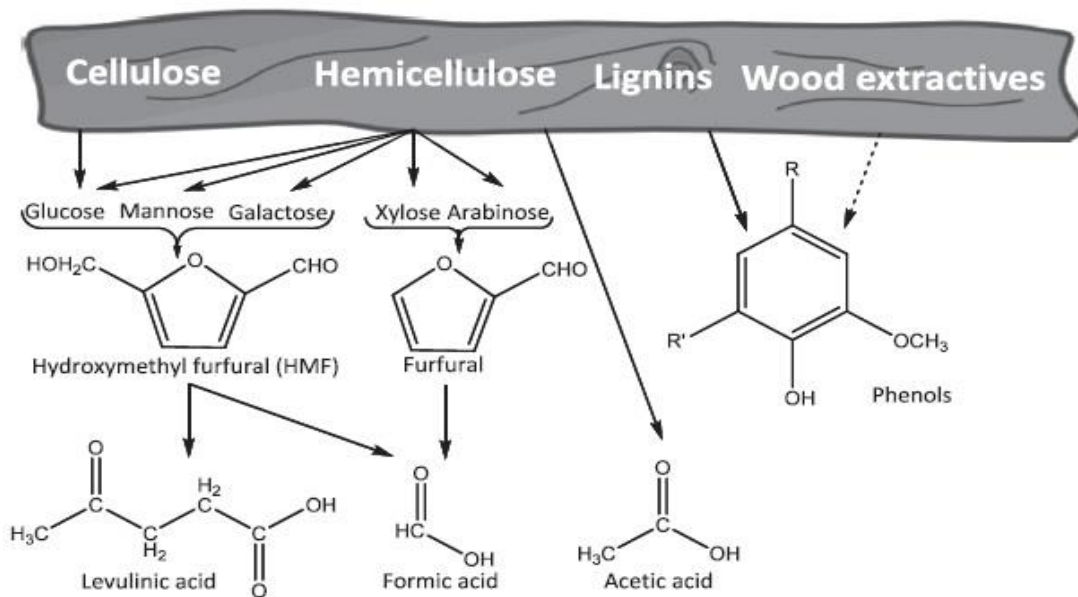 Cellulose Hemicellulose Lignins Wood extractives
Glucose Mannose Galactose Xylose Arabinose
HOH₂C O CHO
O CHO
Hydroxymethyl furfural (HMF)
Furfural
R
R'
OCH₃
OH
Phenols
O
H₃C C C H₂ H₂ C OH
O
Levulinic acid
O
HC
OH
Formic acid
O
H₃C C OH
Acetic acid